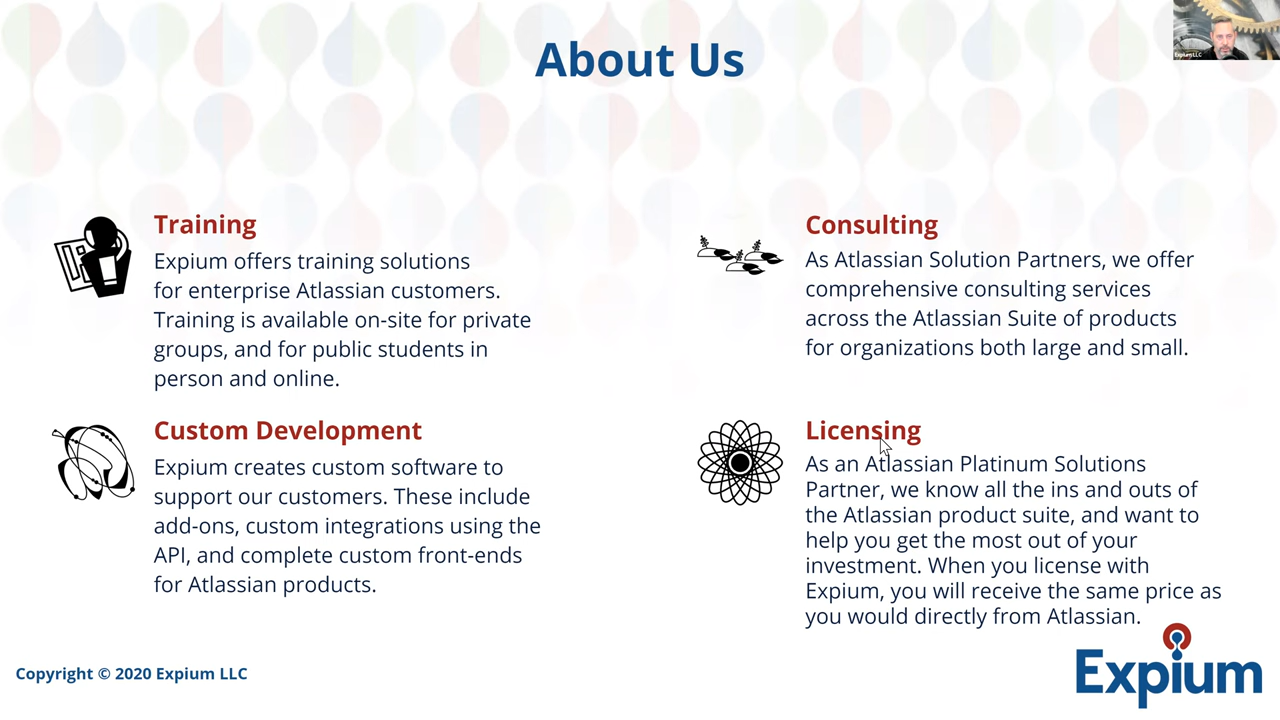 About Us
ExpiumLLC
Training
Expium offers training solutions
for enterprise Atlassian customers.
Training is available on-site for private
groups, and for public students in
person and online.
Consulting
As Atlassian Solution Partners, we offer
comprehensive consulting services
across the Atlassian Suite of products
for organizations both large and small.
Custom Development
Expium creates custom software to
support our customers. These include
add-ons, custom integrations using the
API, and complete custom front-ends
for Atlassian products.
Licensing
As an Atlassian Platinum Solutions
Partner, we know all the ins and outs of
the Atlassian product suite, and want to
help you get the most out of your
investment. When you license with
Expium, you will receive the same price as
you would directly from Atlassian.
Copyright © 2020 Expium LLC
Expium